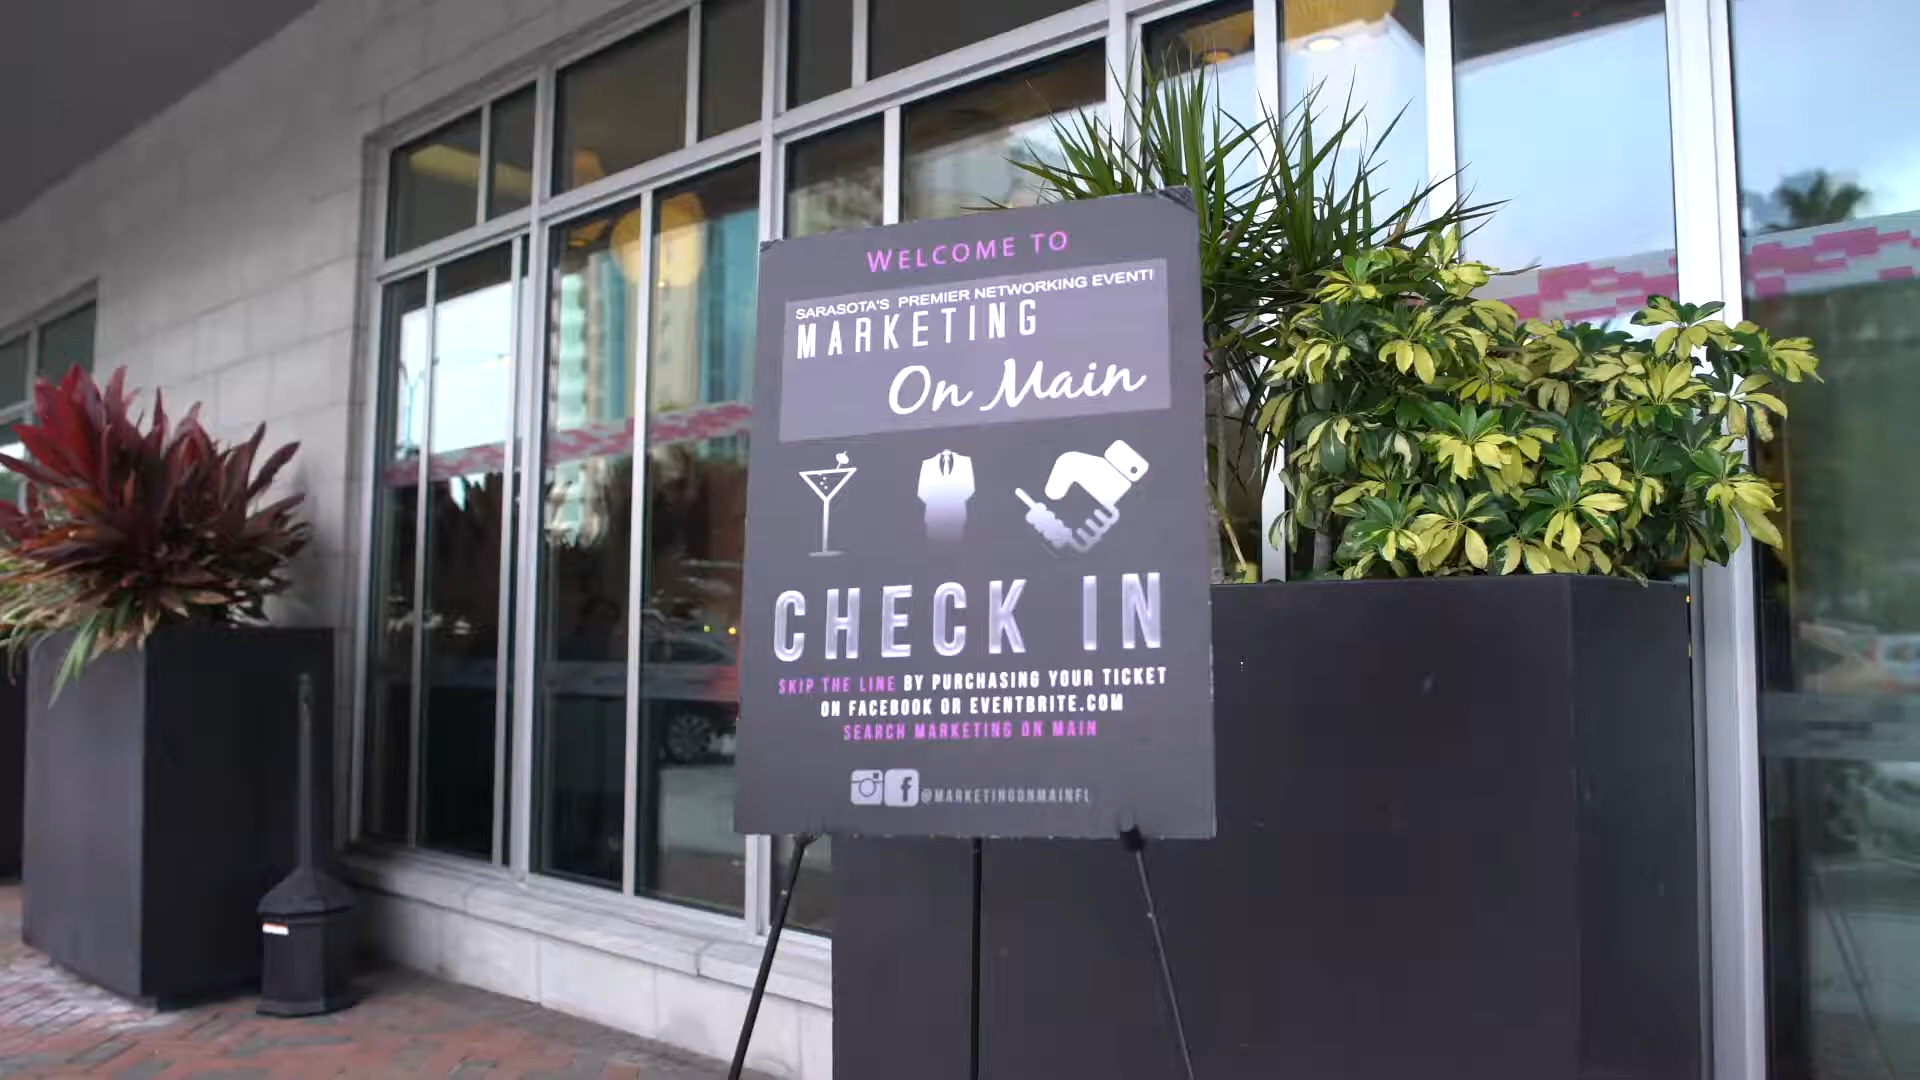 WELCOME TO
SARASOTA'S PREMIER NETWORKING EVENT!
MARKETING
On Main
CHECK IN
SKIP THE LINE BY PURCHASING YOUR TICKET
ON FACEBOOK OR EVENTBRITE.COM
SEARCH MARKETING ON MAIN
@MARKETINGONMAINFL